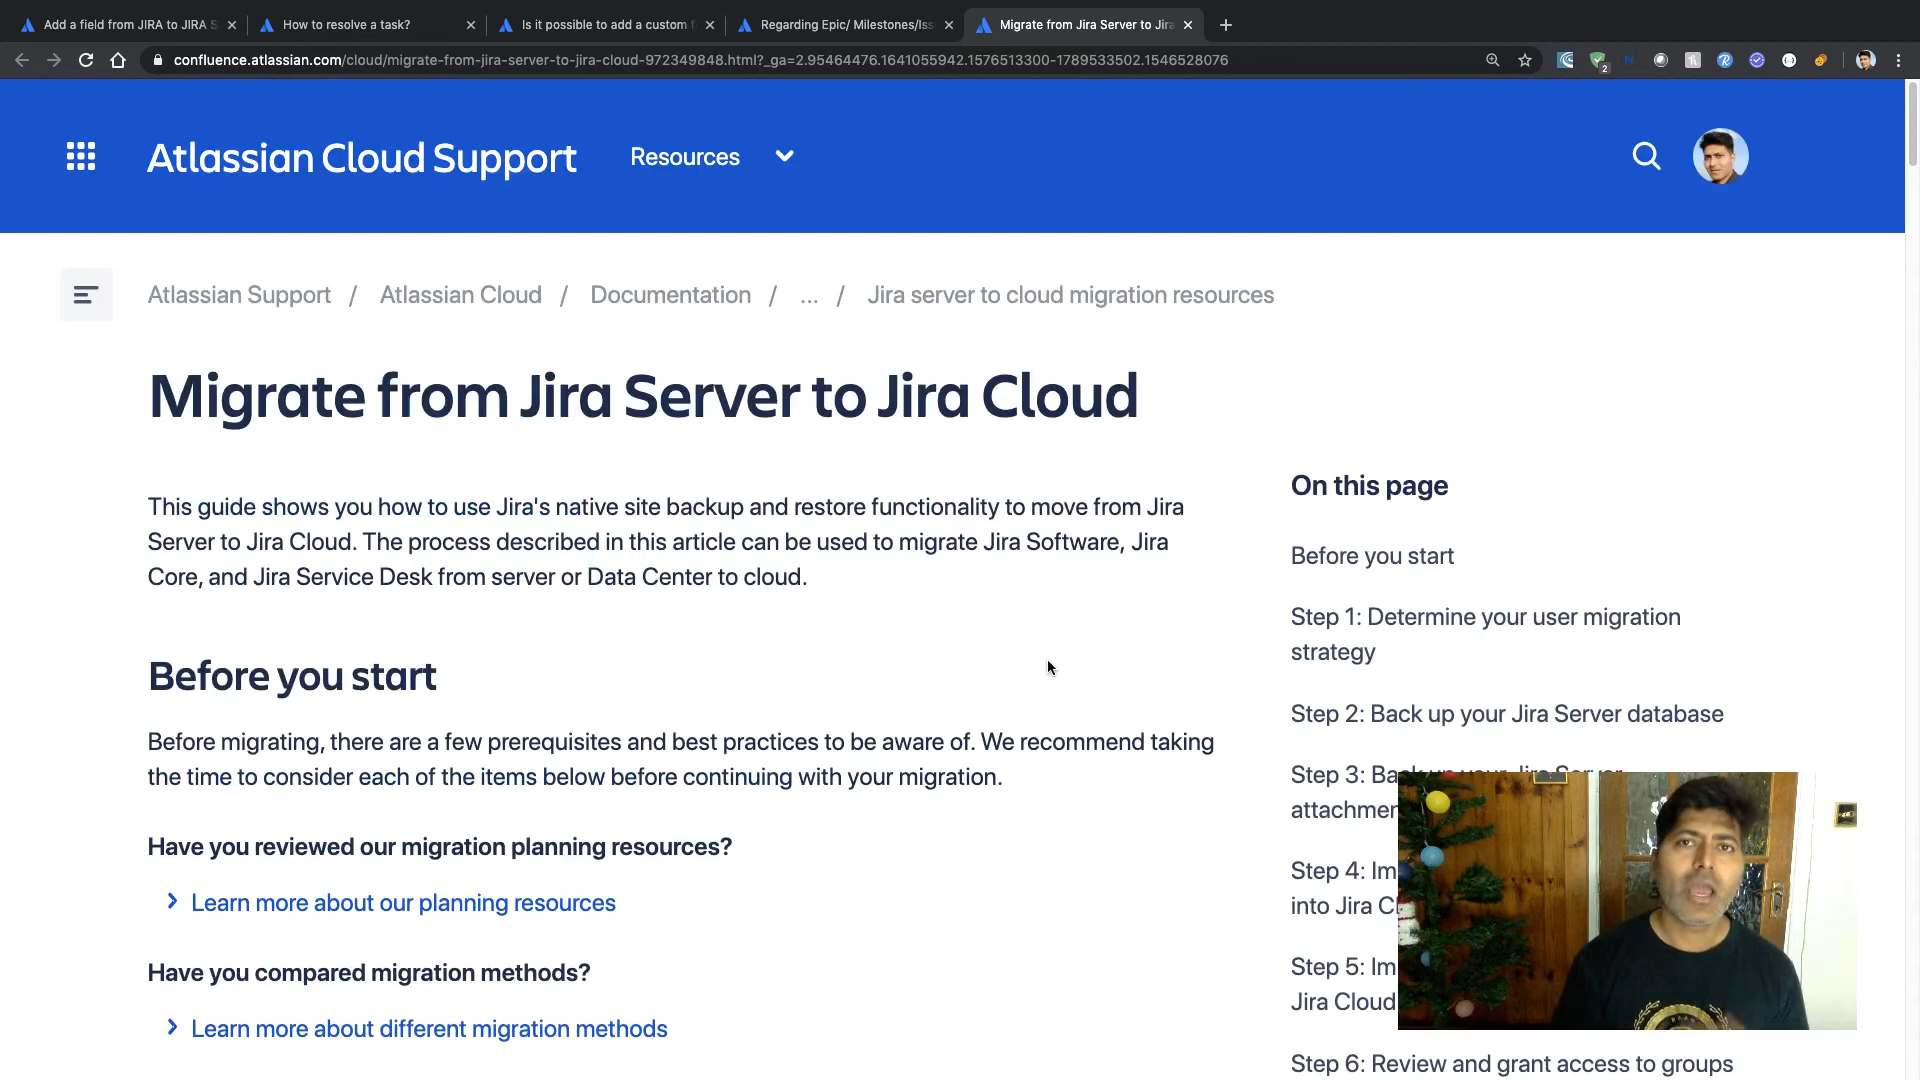 Add a field from JIRA to JIRA S
How to resolve a task?
Is it possible to add a custom f
Regarding Epic/ Milestones/Iss
Migrate from Jira Server to Jira
confluence.atlassian.com/cloud/migrate-from-jira-server-to-jira-cloud-972349848.html?_ga=2.95464476.1641055942.1576513300-1789533502.1546528076
2
Atlassian Cloud Support
Resources
Atlassian Support / Atlassian Cloud / Documentation / ... / Jira server to cloud migration resources
Migrate from Jira Server to Jira Cloud
This guide shows you how to use Jira's native site backup and restore functionality to move from Jira
Server to Jira Cloud. The process described in this article can be used to migrate Jira Software, Jira
Core, and Jira Service Desk from server or Data Center to cloud.
Before you start
Before migrating, there are a few prerequisites and best practices to be aware of. We recommend taking
the time to consider each of the items below before continuing with your migration.
Have you reviewed our migration planning resources?
Learn more about our planning resources
Have you compared migration methods?
Learn more about different migration methods
On this page
Before you start
Step 1: Determine your user migration
strategy
Step 2: Back up your Jira Server database
Step 3: Back up your Jira Server
attachmen
Step 4: Im
into Jira Cl
Step 5: Im
Jira Cloud
Step 6: Review and grant access to groups